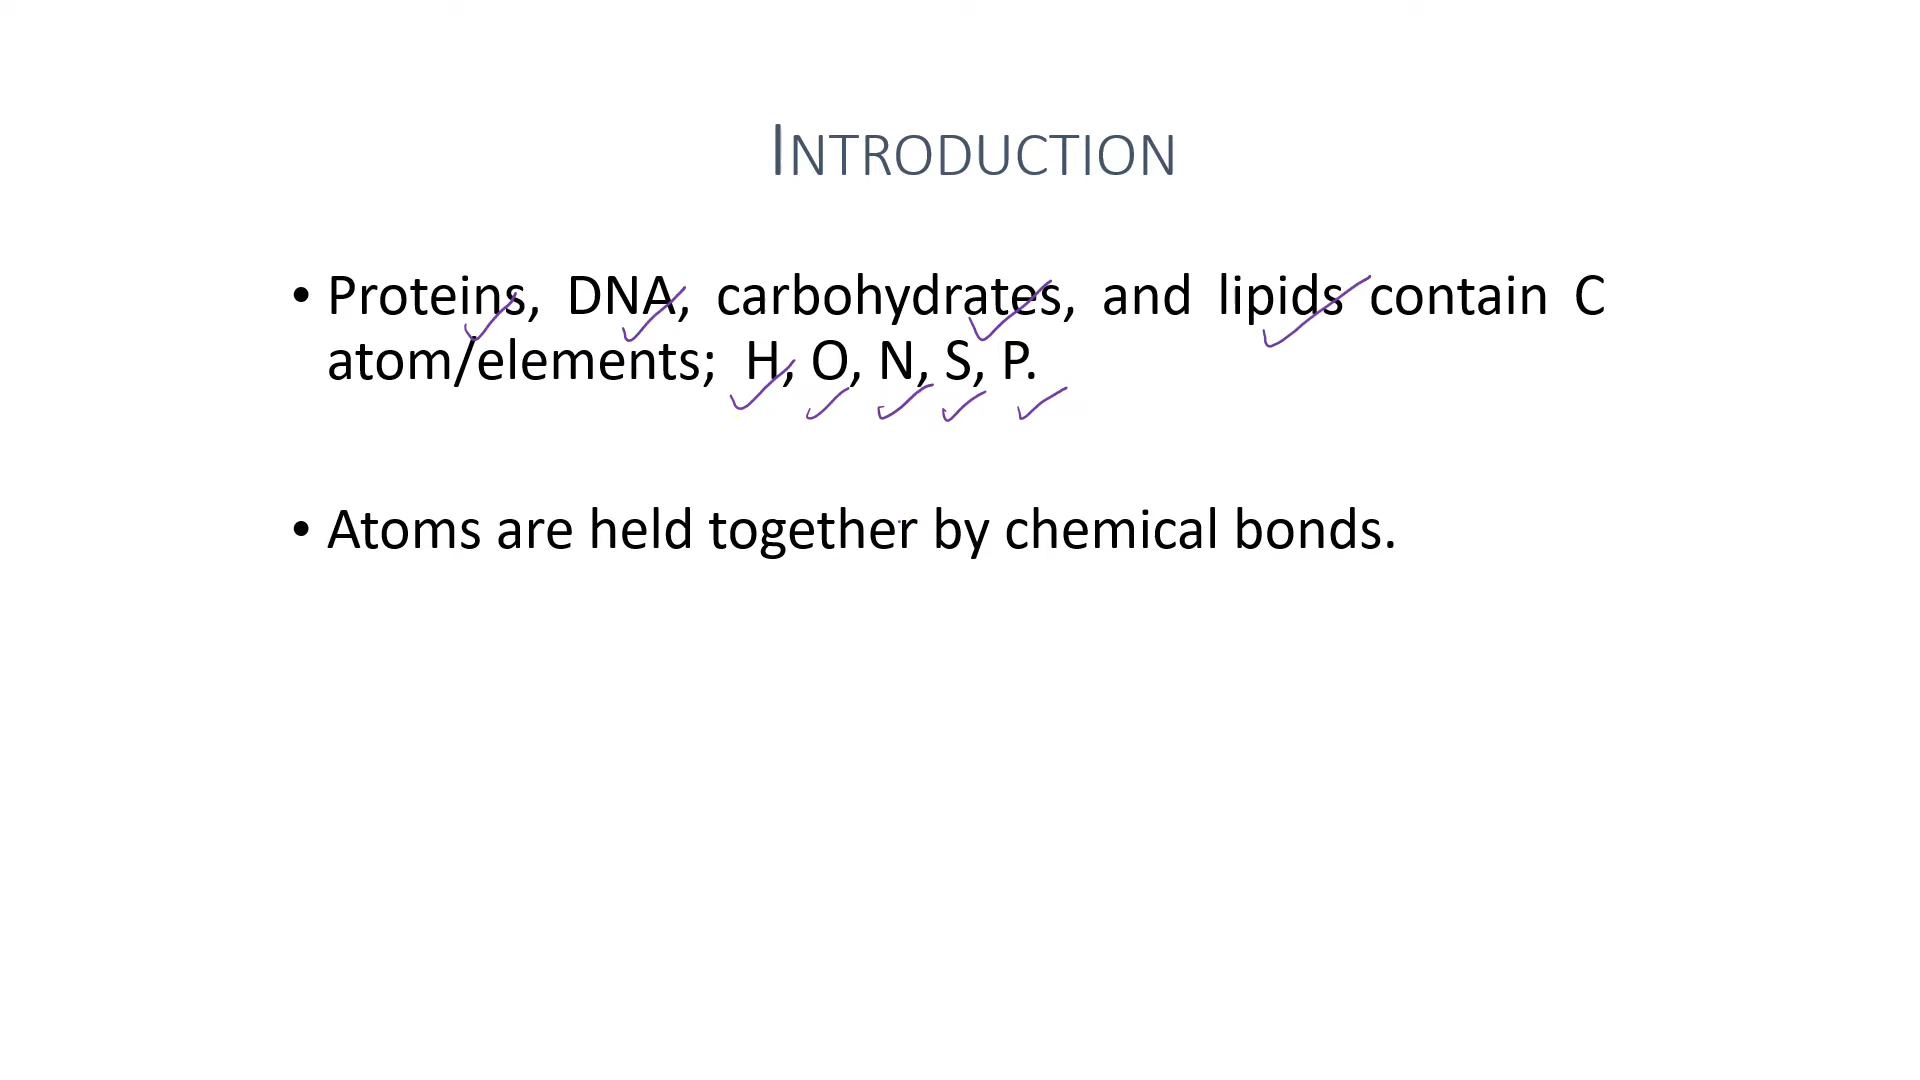 INTRODUCTION
• Proteins, DNA, carbohydrates, and lipids contain C
atom/elements; H, O, N, S, P.
• Atoms are held together by chemical bonds.